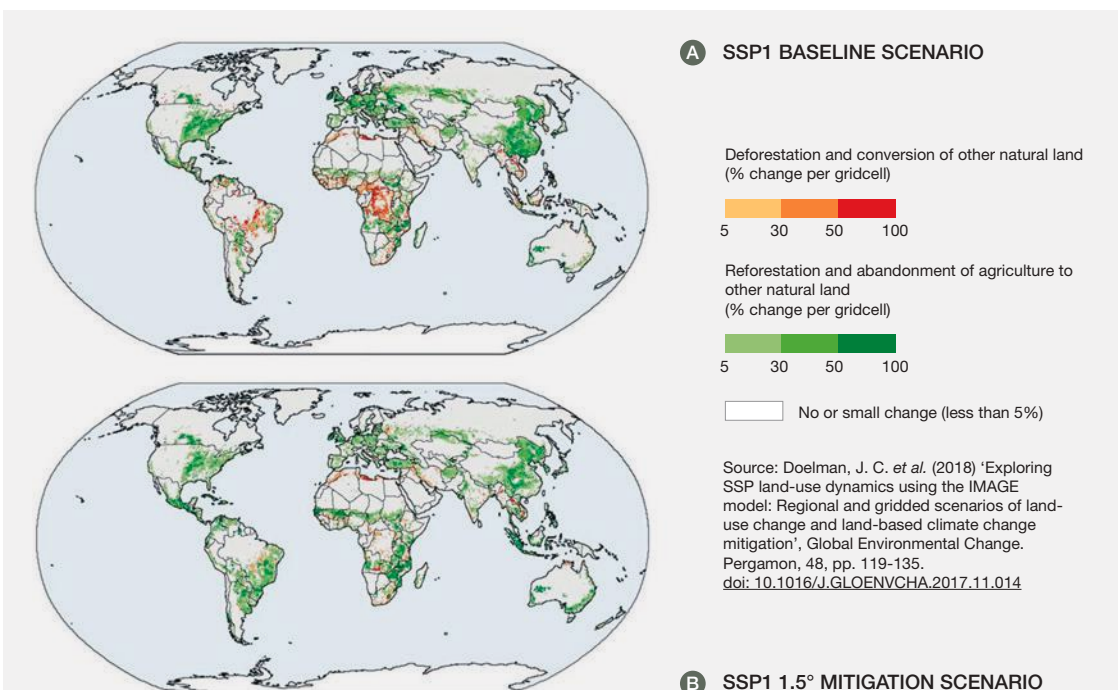 A SSP1 BASELINE SCENARIO
Deforestation and conversion of other natural land
(% change per gridcell)
5 30 50 100
Reforestation and abandonment of agriculture to
other natural land
(% change per gridcell)
5 30 50 100
No or small change (less than 5%)
Source: Doelman, J. C. et al. (2018) ‘Exploring
SSP land-use dynamics using the IMAGE
model: Regional and gridded scenarios of land-
use change and land-based climate change
mitigation’, Global Environmental Change.
Pergamon, 48, pp. 119-135.
doi: 10.1016/J.GLOENVCHA.2017.11.014
B SSP1 1.5° MITIGATION SCENARIO